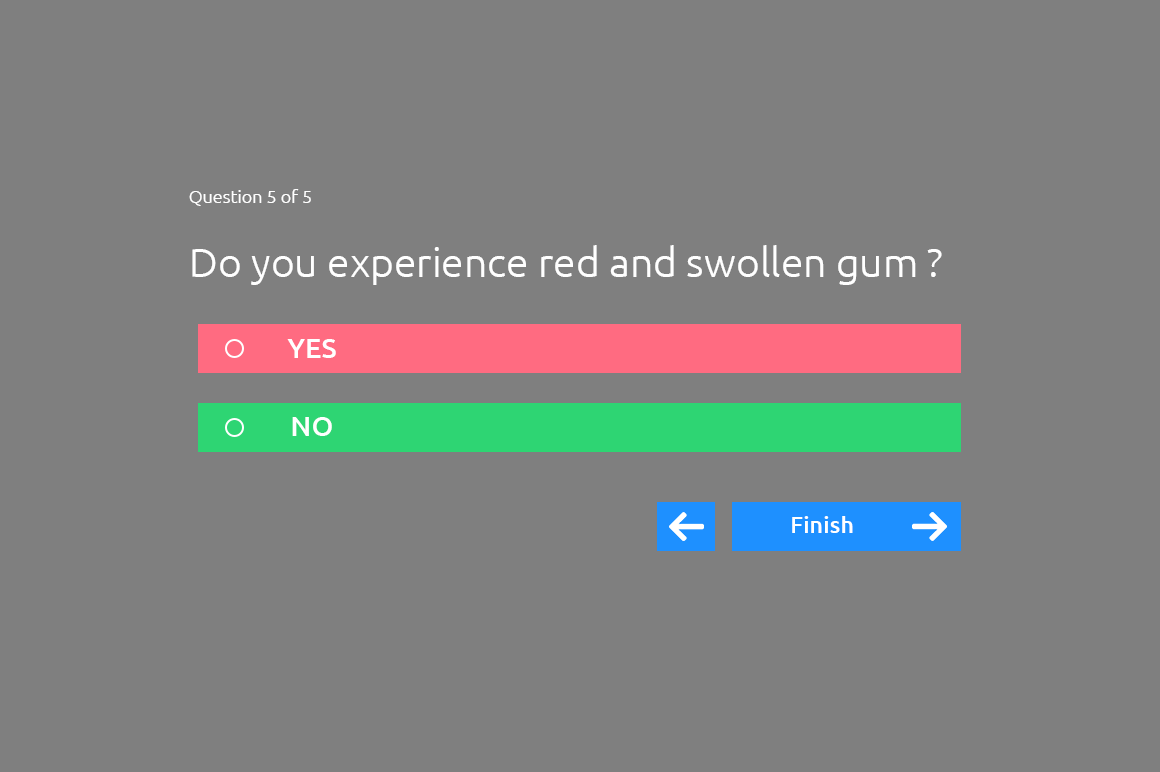 Question 5 of 5
Do you experience red and swollen gum ?
YES
NO
Finish